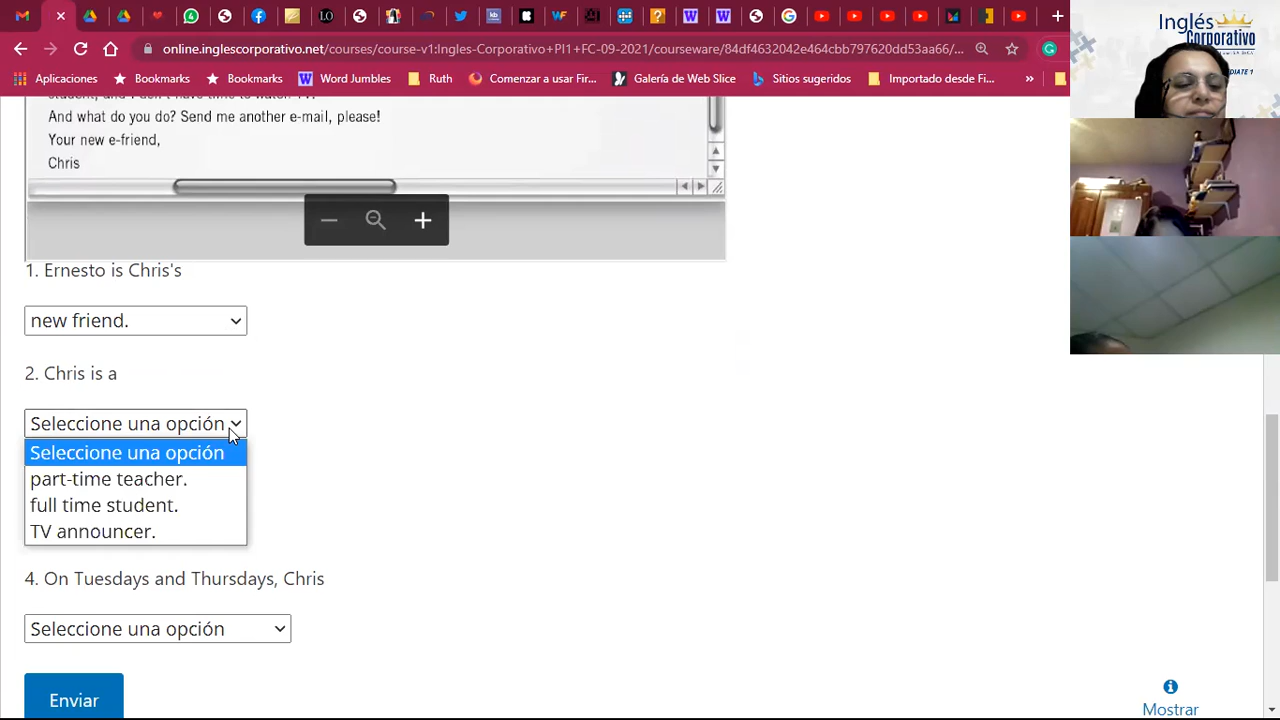 online.inglescorporativo.net/courses/course-v1:Ingles-Corporativo+PI1+FC-09-2021/courseware/84df4632042e464cbb797620dd53aa66/...
Aplicaciones
Bookmarks
Bookmarks
Word Jumbles
Ruth
Comenzar a usar Fir...
Galería de Web Slice
Sitios sugeridos
Importado desde Fi...
»
Inglés
Corporativo
And what do you do? Send me another e-mail, please!
Your new e-friend,
Chris
1. Ernesto is Chris's
new friend.
2. Chris is a
Seleccione una opción
Seleccione una opción
part-time teacher.
full time student.
TV announcer.
4. On Tuesdays and Thursdays, Chris
Seleccione una opción
Enviar
Mostrar